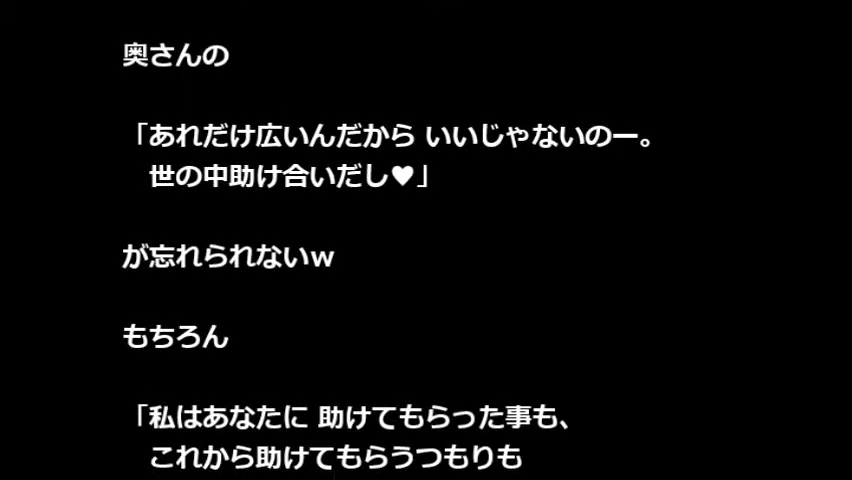 奥さんの
「あれだけ広いんだから いいじゃないのー。
世の中助け合いだし♥」
が忘れられないw
もちろん
「私はあなたに 助けてもらった事も、
これから助けてもらうつもりも